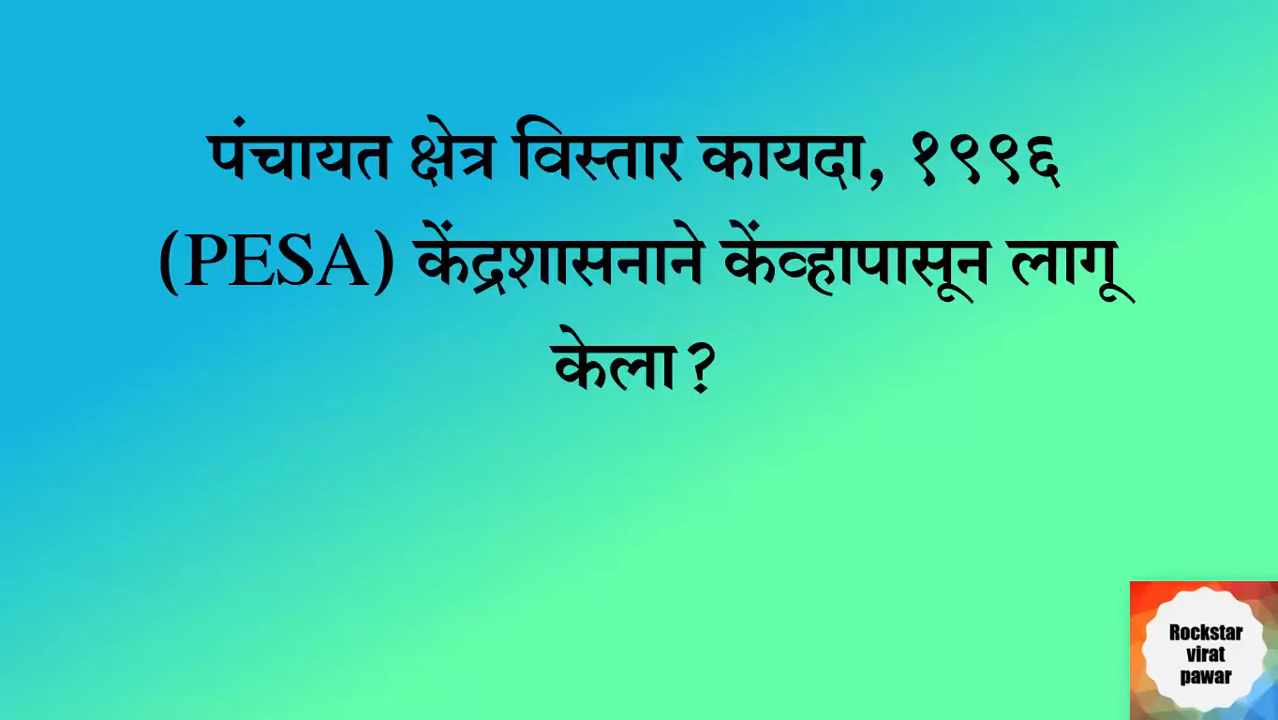 पंचायत क्षेत्र विस्तार कायदा, १९९६
(PESA) केंद्रशासनाने केंव्हापासून लागू
केला?
Rockstar
virat
pawar